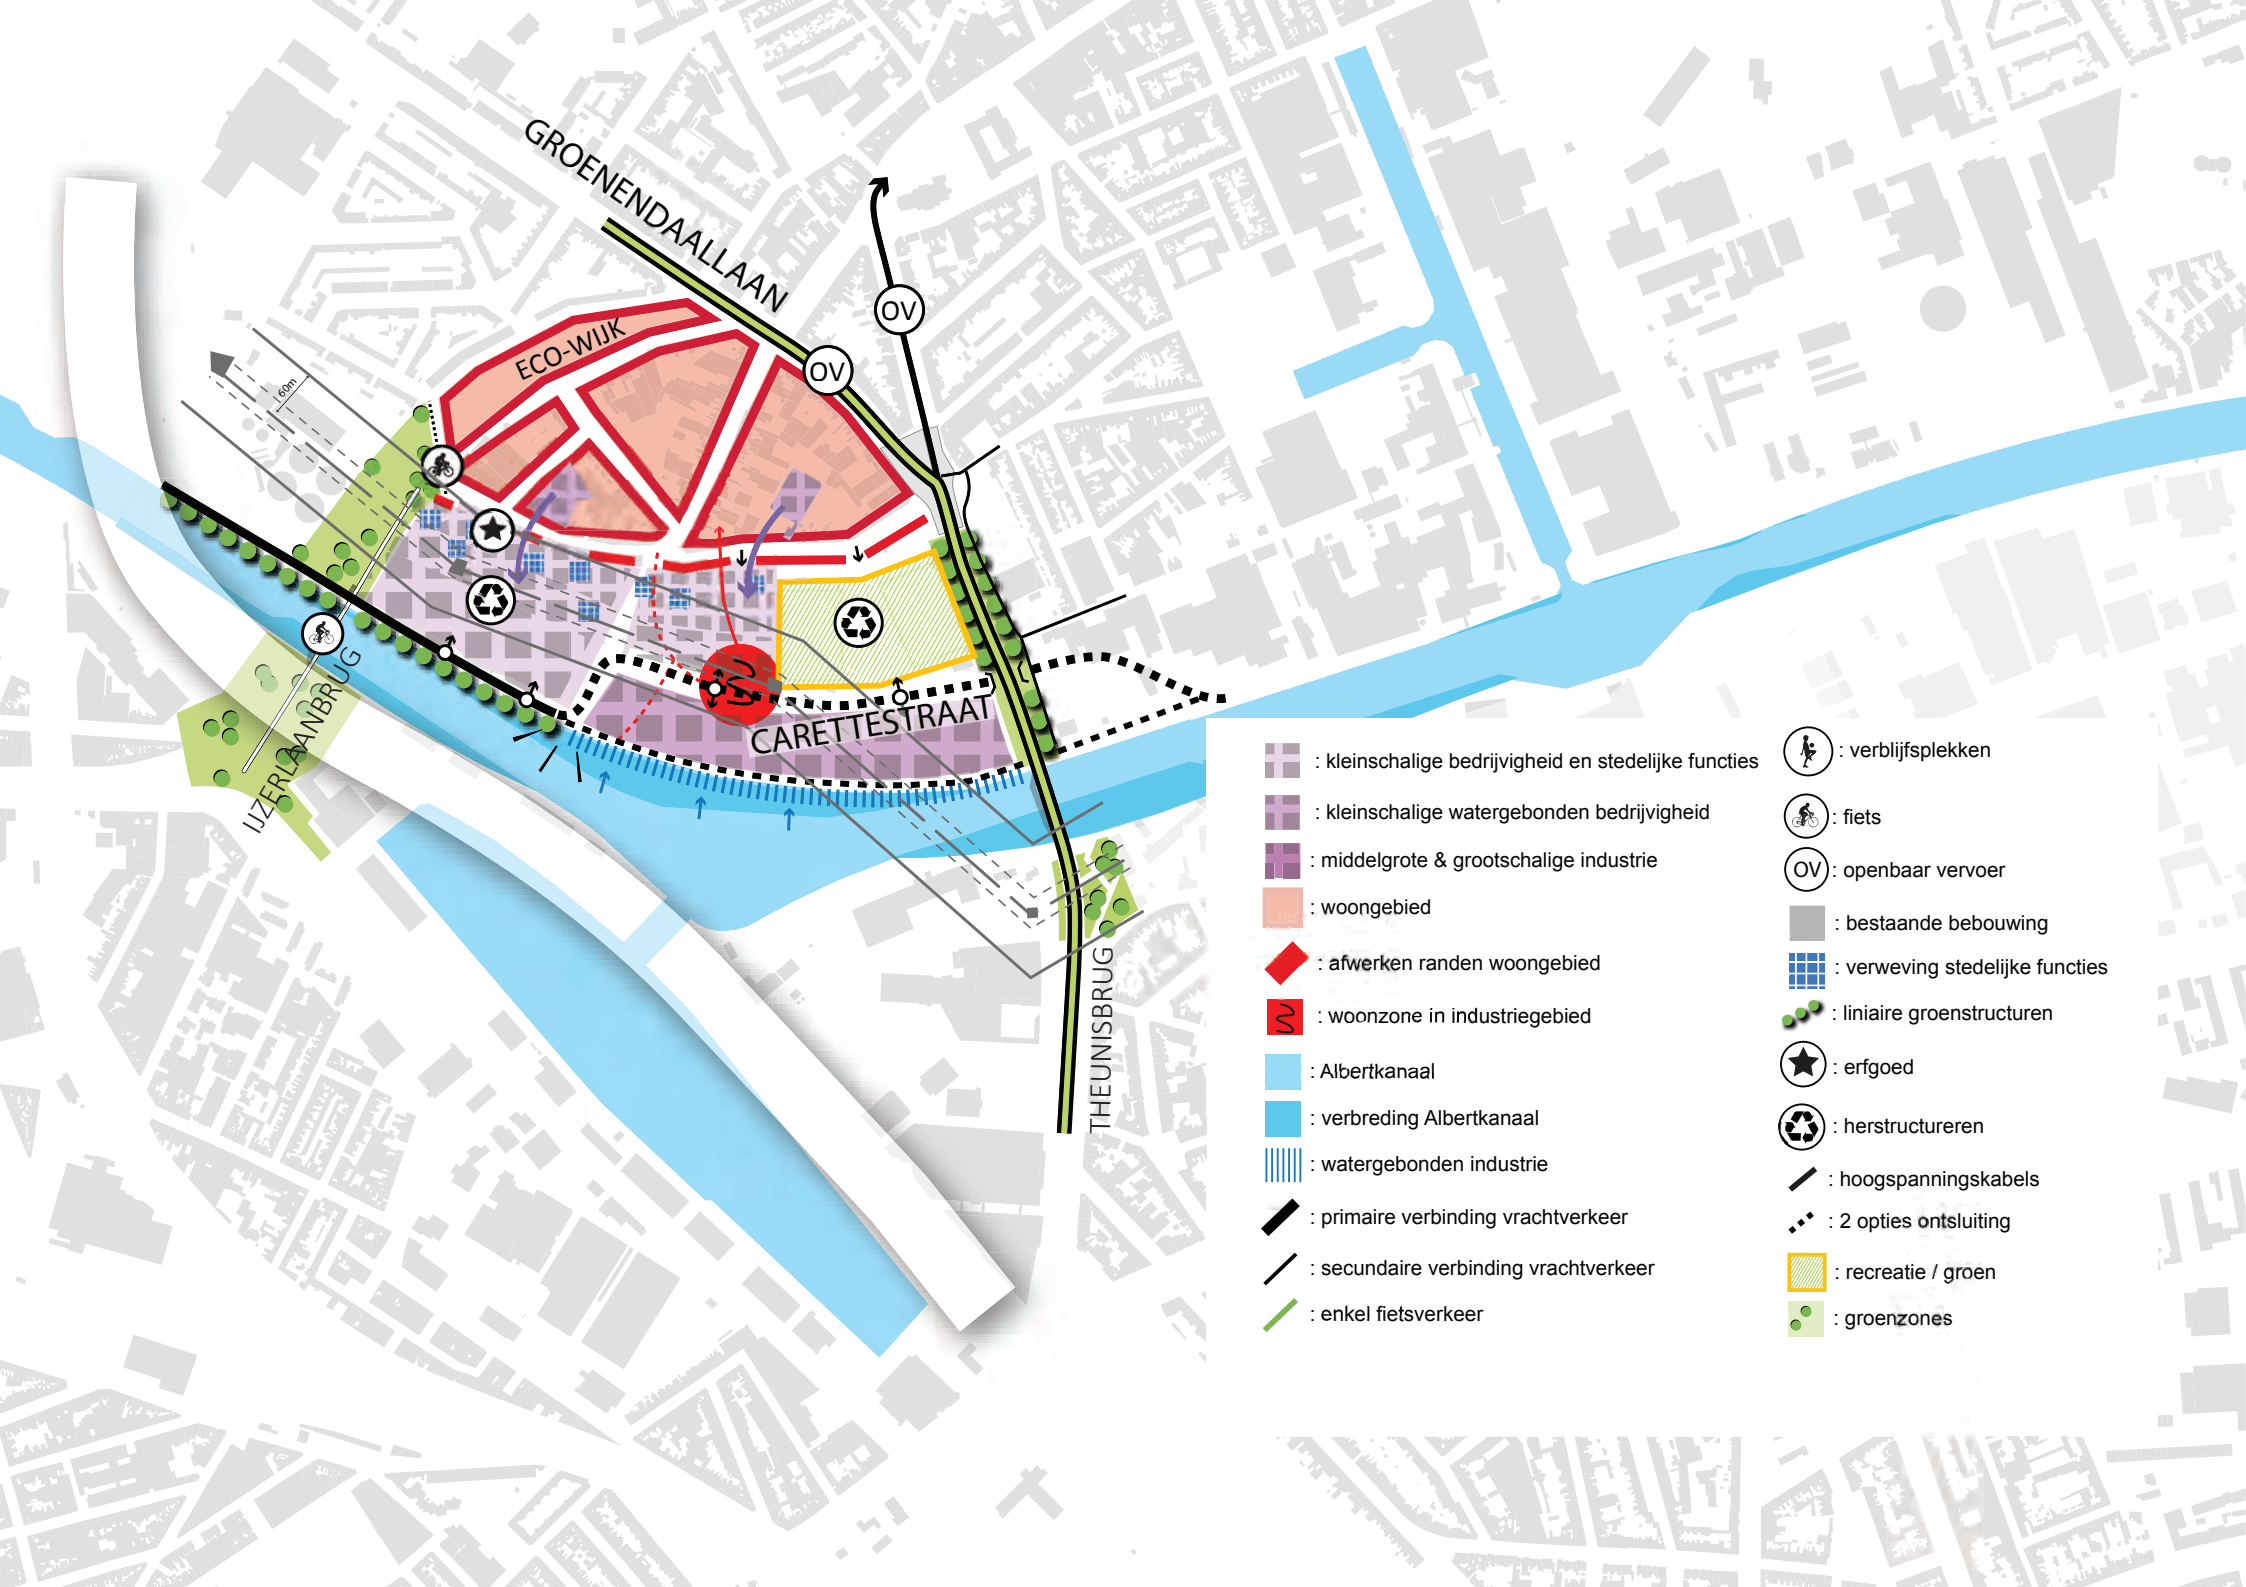 GROENENDAALLAAN
OV
OV
ECO-WIJK
60m
IJZERLAANBRUG
CARETTESTRAAT
THEUNISBRUG
: kleinschalige bedrijvigheid en stedelijke functies
: kleinschalige watergebonden bedrijvigheid
: middelgrote & grootschalige industrie
: woongebied
: afwerken randen woongebied
: woonzone in industriegebied
: Albertkanaal
: verbreding Albertkanaal
: watergebonden industrie
: primaire verbinding vrachtverkeer
: secundaire verbinding vrachtverkeer
: enkel fietsverkeer
: verblijfsplekken
: fiets
OV : openbaar vervoer
: bestaande bebouwing
: verweving stedelijke functies
: liniaire groenstructuren
: erfgoed
: herstructureren
: hoogspanningskabels
: 2 opties ontsluiting
: recreatie / groen
: groenzones